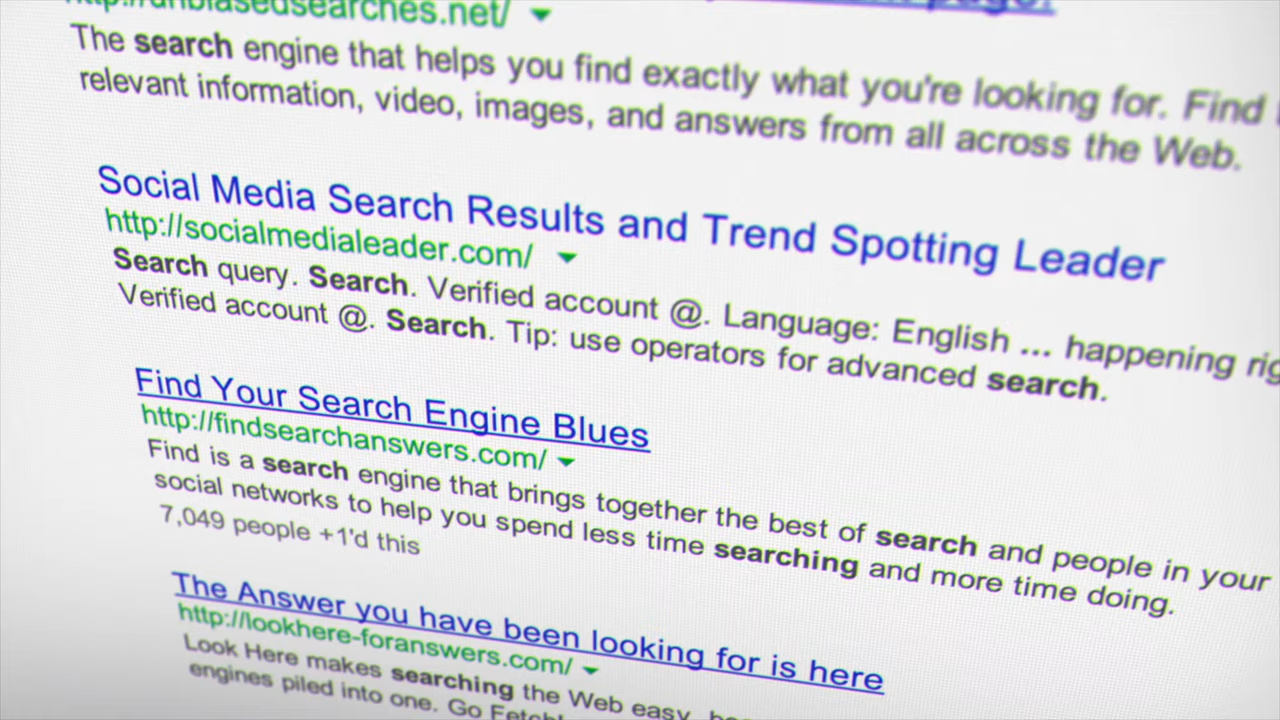 http://unbiasedsearches.net/
The search engine that helps you find exactly what you're looking for. Find
relevant information, video, images, and answers from all across the Web.
Social Media Search Results and Trend Spotting Leader
http://socialmedialeader.com/
Search query. Search. Verified account @. Language: English ... happening
Verified account @. Search. Tip: use operators for advanced search.
Find Your Search Engine Blues
http://findsearchanswers.com/
Find is a search engine that brings together the best of search and people in your
social networks to help you spend less time searching and more time doing.
7,049 people +1'd this
The Answer you have been looking for is here
http://lookhere-foranswers.com/
Look Here makes searching the Web easy,
engines piled into one. Go Fetch!